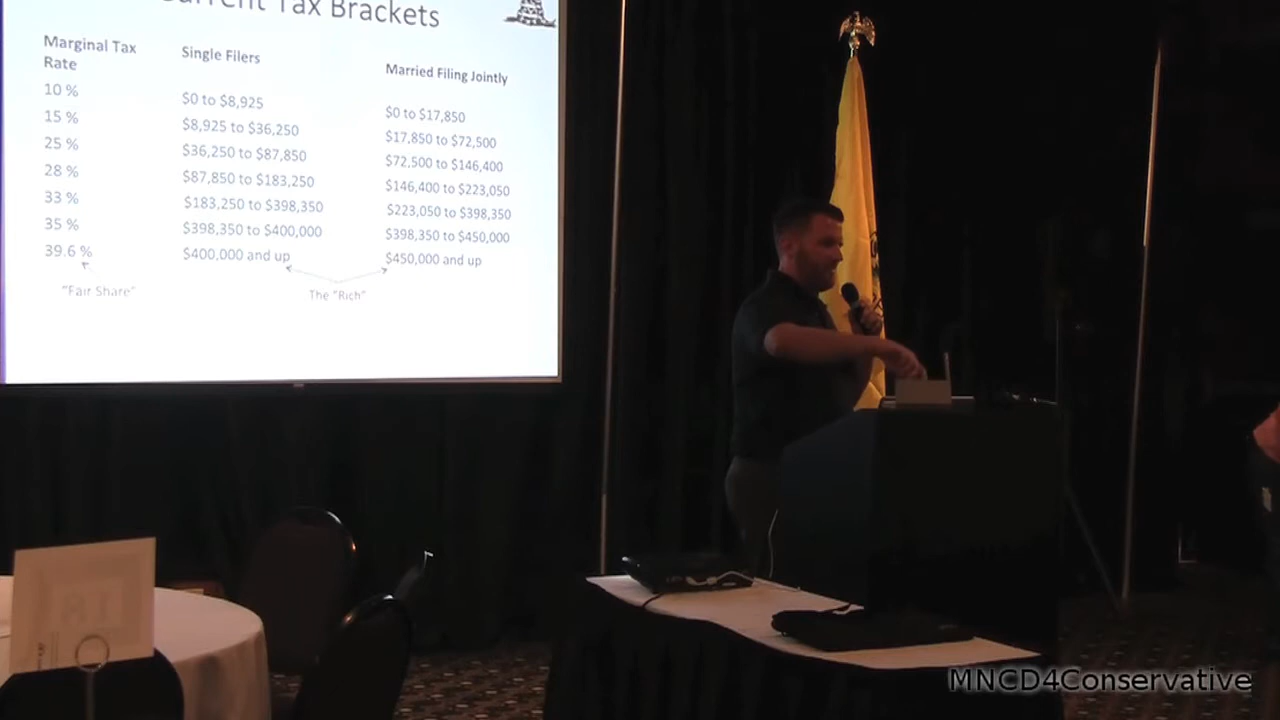 Current Tax Brackets
Marginal Tax Rate Single Filers Married Filing Jointly
10 % $0 to $8,925 $0 to $17,850
15 % $8,925 to $36,250 $17,850 to $72,500
25 % $36,250 to $87,850 $72,500 to $146,400
28 % $87,850 to $183,250 $146,400 to $223,050
33 % $183,250 to $398,350 $223,050 to $398,350
35 % $398,350 to $400,000 $398,350 to $450,000
39.6 % $400,000 and up $450,000 and up
"Fair Share" The "Rich"
MNCD4Conservative